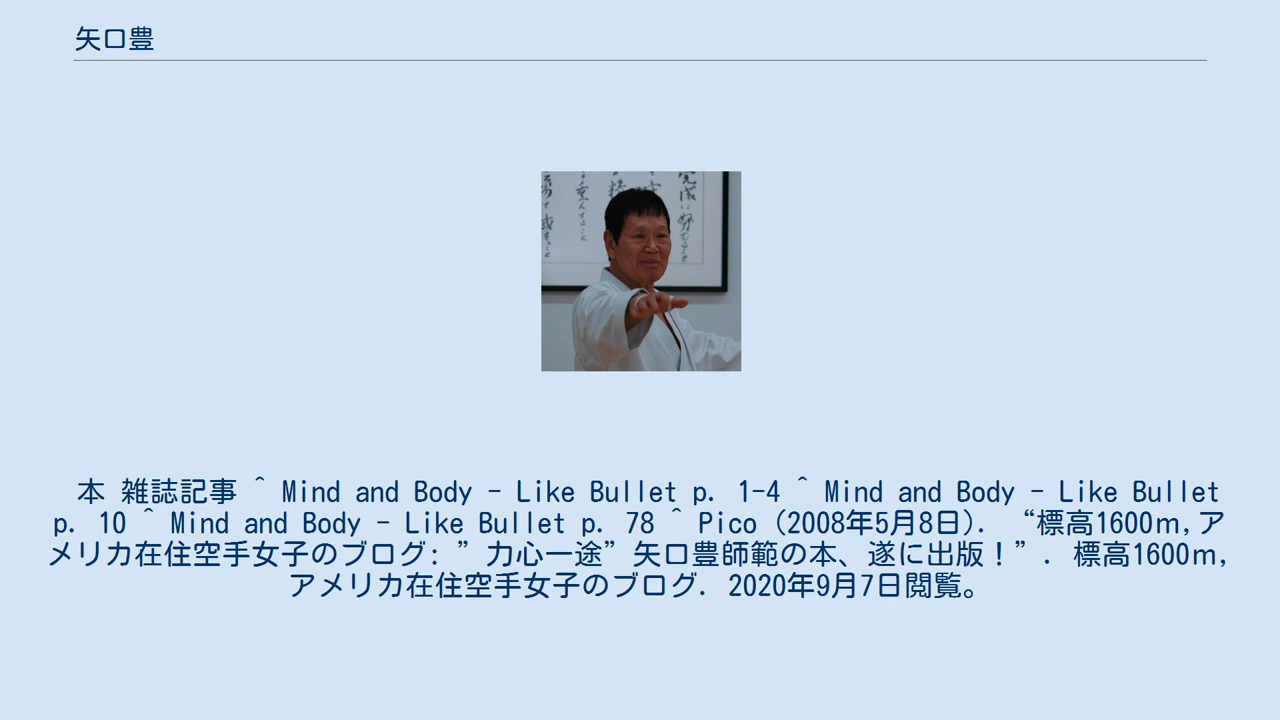 矢口豊
本 雑誌記事 ^ Mind and Body - Like Bullet p. 1-4 ^ Mind and Body - Like Bullet
p. 10 ^ Mind and Body - Like Bullet p. 78 ^ Pico (2008年5月8日). “標高1600ｍ,ア
メリカ在住空手女子のブログ: ”力心一途”矢口豊師範の本、遂に出版！”. 標高1600ｍ,
アメリカ在住空手女子のブログ. 2020年9月7日閲覧。